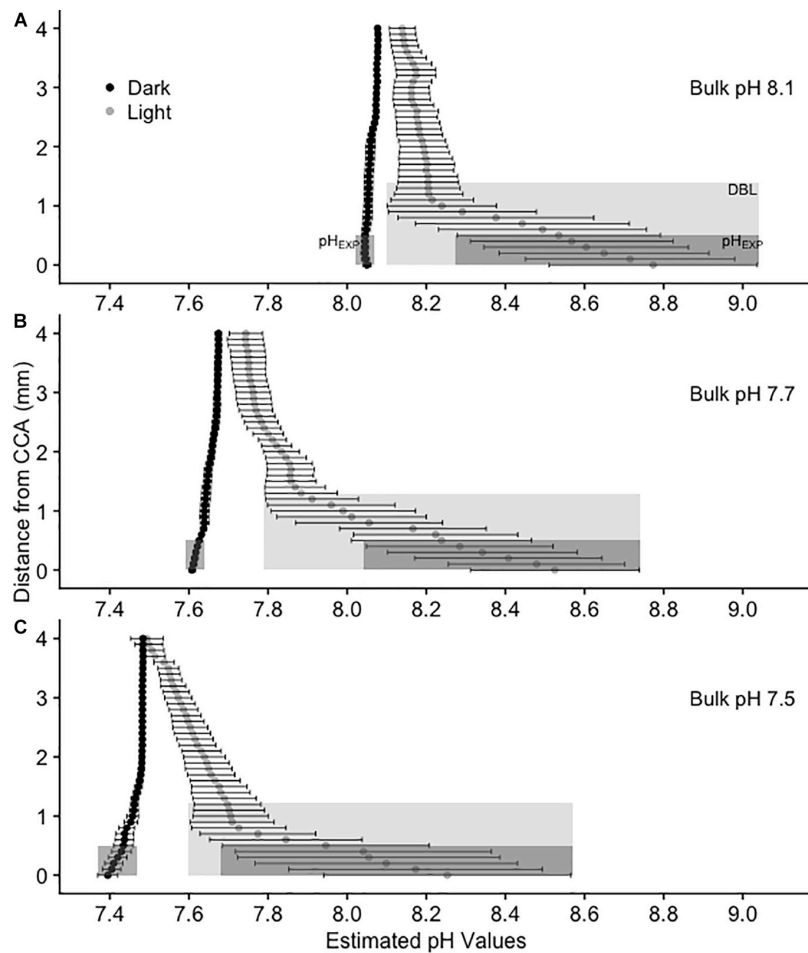 A
4
3
2
1
0
Dark
Light
Bulk pH 8.1
DBL
pHEXP
pHEXP
7.4 7.6 7.8 8.0 8.2 8.4 8.6 8.8 9.0
B
4
3
2
1
0
Bulk pH 7.7
7.4 7.6 7.8 8.0 8.2 8.4 8.6 8.8 9.0
Distance from CCA (mm)
C
4
3
2
1
0
Bulk pH 7.5
7.4 7.6 7.8 8.0 8.2 8.4 8.6 8.8 9.0
Estimated pH Values